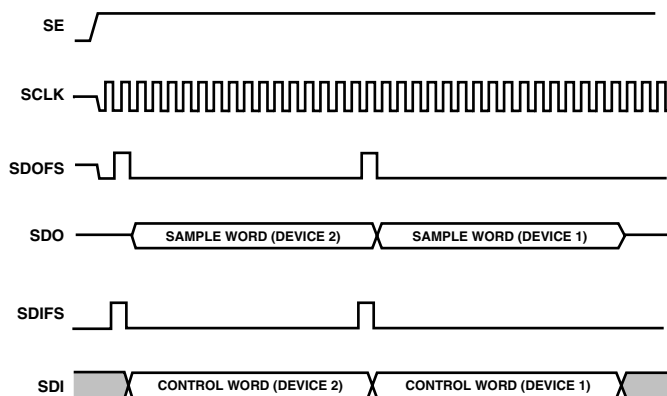 SE
SCLK
SDOFS
SDO
SAMPLE WORD (DEVICE 2) SAMPLE WORD (DEVICE 1)
SDIFS
SDI
CONTROL WORD (DEVICE 2) CONTROL WORD (DEVICE 1)